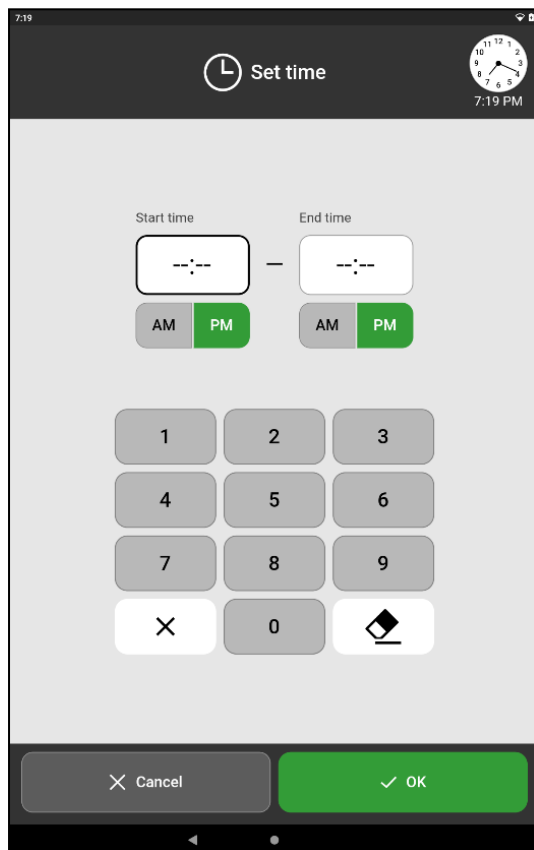 7:19
Set time
11 12 1
10 2
9 3
8 4
7 6 5
7:19 PM
Start time End time
--:-- — --:--
AM PM AM PM
1 2 3
4 5 6
7 8 9
0
Cancel OK